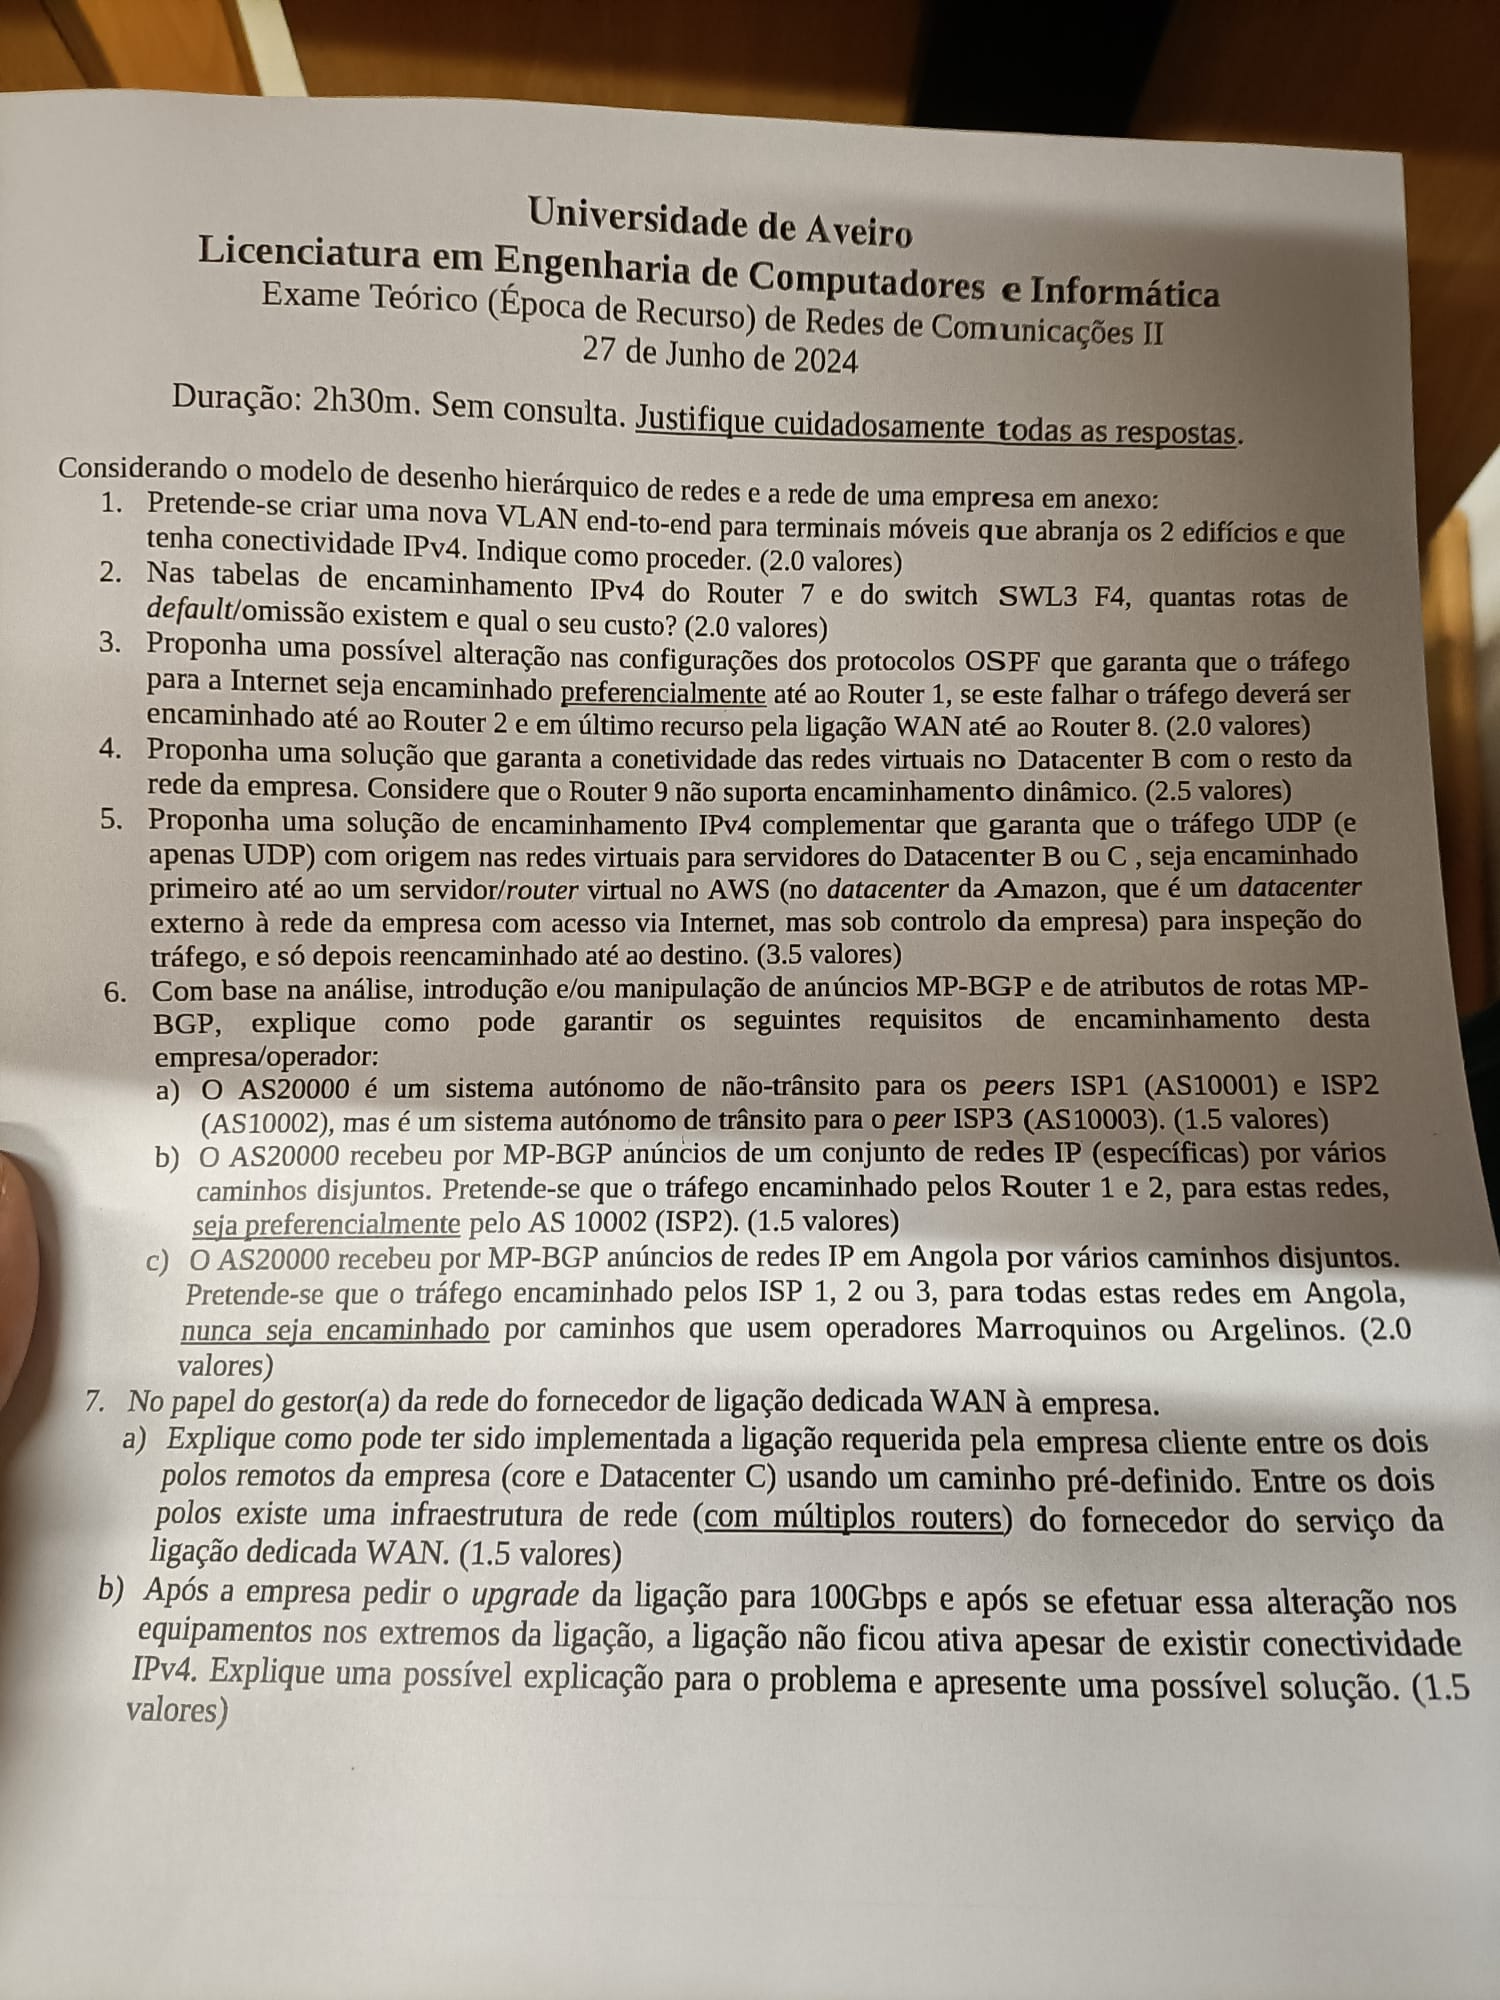 Universidade de Aveiro
Licenciatura em Engenharia de Computadores e Informática
Exame Teórico (Época de Recurso) de Redes de Comunicações II
27 de Junho de 2024
Duração: 2h30m. Sem consulta. Justifique cuidadosamente todas as respostas.
Considerando o modelo de desenho hierárquico de redes e a rede de uma empresa em anexo:
1. Pretende-se criar uma nova VLAN end-to-end para terminais móveis que abranja os 2 edifícios e que
tenha conectividade IPv4. Indique como proceder. (2.0 valores)
2. Nas tabelas de encaminhamento IPv4 do Router 7 e do switch SWL3 F4, quantas rotas de
default/omissão existem e qual o seu custo? (2.0 valores)
3. Proponha uma possível alteração nas configurações dos protocolos OSPF que garanta que o tráfego
para a Internet seja encaminhado preferencialmente até ao Router 1, se este falhar o tráfego deverá ser
encaminhado até ao Router 2 e em último recurso pela ligação WAN até ao Router 8. (2.0 valores)
4. Proponha uma solução que garanta a conetividade das redes virtuais no Datacenter B com o resto da
rede da empresa. Considere que o Router 9 não suporta encaminhamento dinâmico. (2.5 valores)
5. Proponha uma solução de encaminhamento IPv4 complementar que garanta que o tráfego UDP (e
apenas UDP) com origem nas redes virtuais para servidores do Datacenter B ou C , seja encaminhado
primeiro até ao um servidor/router virtual no AWS (no datacenter da Amazon, que é um datacenter
externo à rede da empresa com acesso via Internet, mas sob controlo da empresa) para inspeção do
tráfego, e só depois reencaminhado até ao destino. (3.5 valores)
6. Com base na análise, introdução e/ou manipulação de anúncios MP-BGP e de atributos de rotas MP-
BGP, explique como pode garantir os seguintes requisitos de encaminhamento desta
empresa/operador:
a) O AS20000 é um sistema autónomo de não-trânsito para os peers ISP1 (AS10001) e ISP2
(AS10002), mas é um sistema autónomo de trânsito para o peer ISP3 (AS10003). (1.5 valores)
b) O AS20000 recebeu por MP-BGP anúncios de um conjunto de redes IP (específicas) por vários
caminhos disjuntos. Pretende-se que o tráfego encaminhado pelos Router 1 e 2, para estas redes,
seja preferencialmente pelo AS 10002 (ISP2). (1.5 valores)
c) O AS20000 recebeu por MP-BGP anúncios de redes IP em Angola por vários caminhos disjuntos.
Pretende-se que o tráfego encaminhado pelos ISP 1, 2 ou 3, para todas estas redes em Angola,
nunca seja encaminhado por caminhos que usem operadores Marroquinos ou Argelinos. (2.0
valores)
7. No papel do gestor(a) da rede do fornecedor de ligação dedicada WAN à empresa.
a) Explique como pode ter sido implementada a ligação requerida pela empresa cliente entre os dois
polos remotos da empresa (core e Datacenter C) usando um caminho pré-definido. Entre os dois
polos existe uma infraestrutura de rede (com múltiplos routers) do fornecedor do serviço da
ligação dedicada WAN. (1.5 valores)
b) Após a empresa pedir o upgrade da ligação para 100Gbps e após se efetuar essa alteração nos
equipamentos nos extremos da ligação, a ligação não ficou ativa apesar de existir conectividade
IPv4. Explique uma possível explicação para o problema e apresente uma possível solução. (1.5
valores)